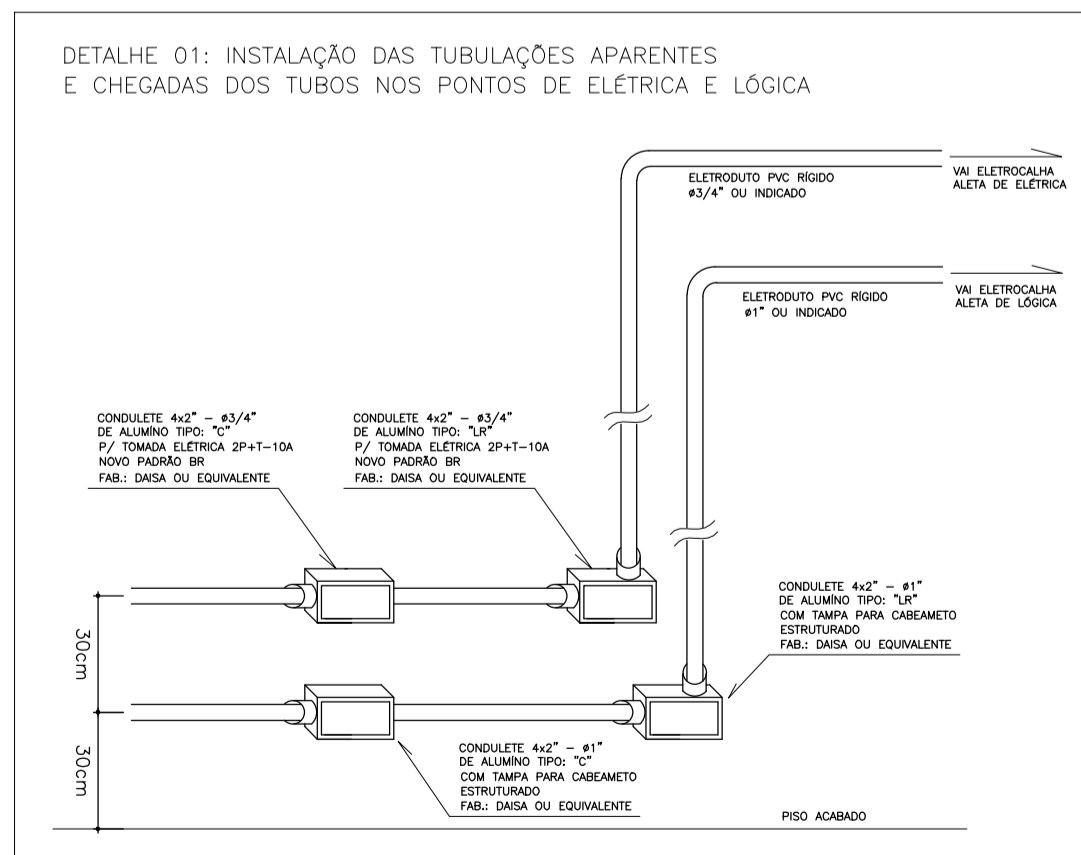 DETALHE 01: INSTALAÇÃO DAS TUBULAÇÕES APARENTES
E CHEGADAS DOS TUBOS NOS PONTOS DE ELÉTRICA E LÓGICA
ELETRODUTO PVC RÍGIDO
ø3/4" OU INDICADO
VAI ELETROCALHA
ALETA DE ELÉTRICA
ELETRODUTO PVC RÍGIDO
ø1" OU INDICADO
VAI ELETROCALHA
ALETA DE LÓGICA
CONDULETE 4x2" – ø3/4"
DE ALUMÍNO TIPO: "C"
P/ TOMADA ELÉTRICA 2P+T–10A
NOVO PADRÃO BR
FAB.: DAISA OU EQUIVALENTE
CONDULETE 4x2" – ø3/4"
DE ALUMÍNO TIPO: "LR"
P/ TOMADA ELÉTRICA 2P+T–10A
NOVO PADRÃO BR
FAB.: DAISA OU EQUIVALENTE
CONDULETE 4x2" – ø1"
DE ALUMÍNO TIPO: "LR"
COM TAMPA PARA CABEAMETO
ESTRUTURADO
FAB.: DAISA OU EQUIVALENTE
30cm
30cm
CONDULETE 4x2" – ø1"
DE ALUMÍNO TIPO: "C"
COM TAMPA PARA CABEAMETO
ESTRUTURADO
FAB.: DAISA OU EQUIVALENTE
PISO ACABADO